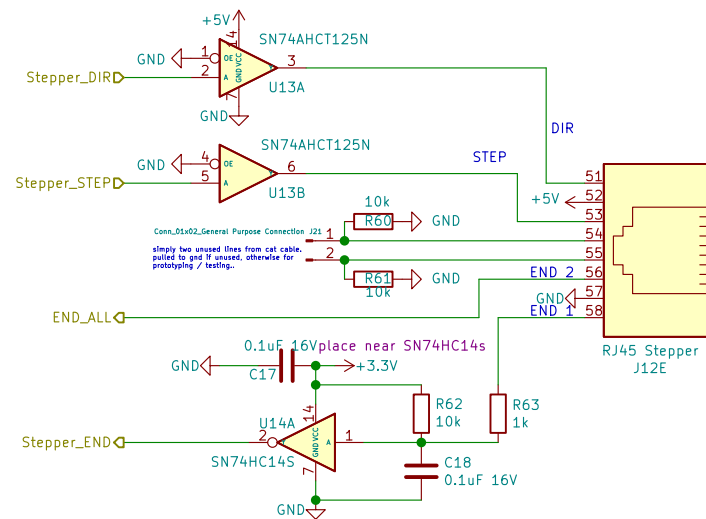 +5V
14
SN74AHCT125N
GND
1
OE
VCC
3
Stepper_DIR
2
A
GND
U13A
7
GND
DIR
SN74AHCT125N
GND
4
OE
6
STEP
Stepper_STEP
5
A
U13B
51
+5V
52
53
54
55
56
57
58
10k
R60
GND
Conn_01x02_General Purpose Connection J21
1
simply two unused lines from cat cable.
pulled to gnd if unused, otherwise for
prototyping / testing..
2
R61
GND
10k
END 2
GND
END_ALL
END 1
RJ45 Stepper
J12E
0.1uF 16V
place near SN74HC14s
GND
C17
+3.3V
14
U14A
VCC
R62
10k
R63
1k
Stepper_END
2
GND
A
1
SN74HC14S
7
C18
0.1uF 16V
GND